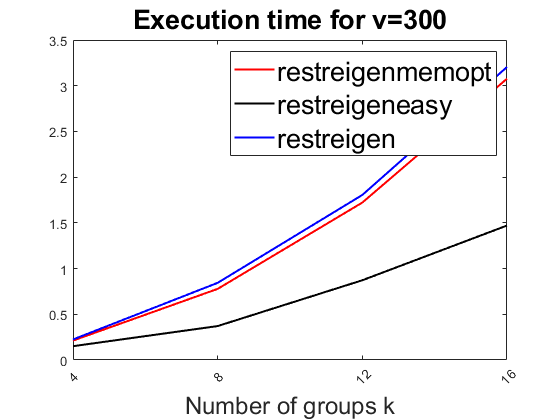 Execution time for v=300
3.5
3
2.5
2
1.5
1
0.5
0
restreigenmemopt
restreigeneasy
restreigen
4
8
12
16
Number of groups k